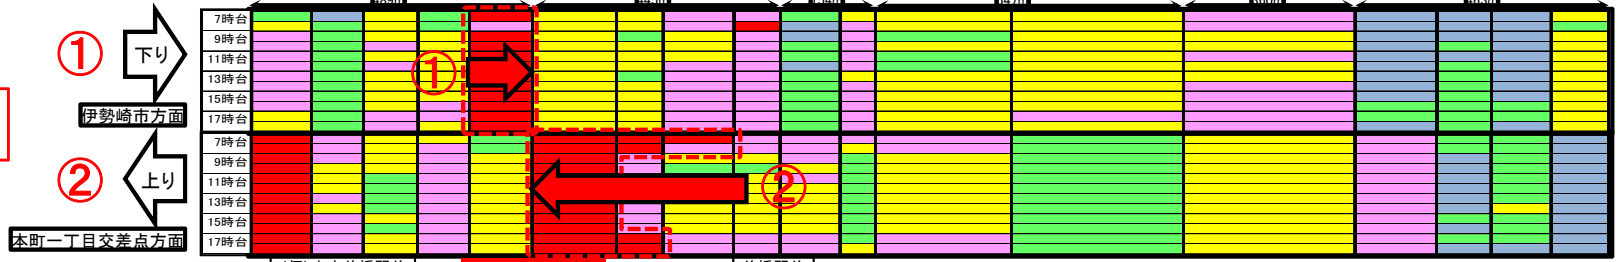 7時台
9時台
11時台
13時台
15時台
17時台
① 下り
①
伊勢崎市方面
7時台
9時台
11時台
13時台
15時台
17時台
② 上り
②
本町一丁目交差点方面